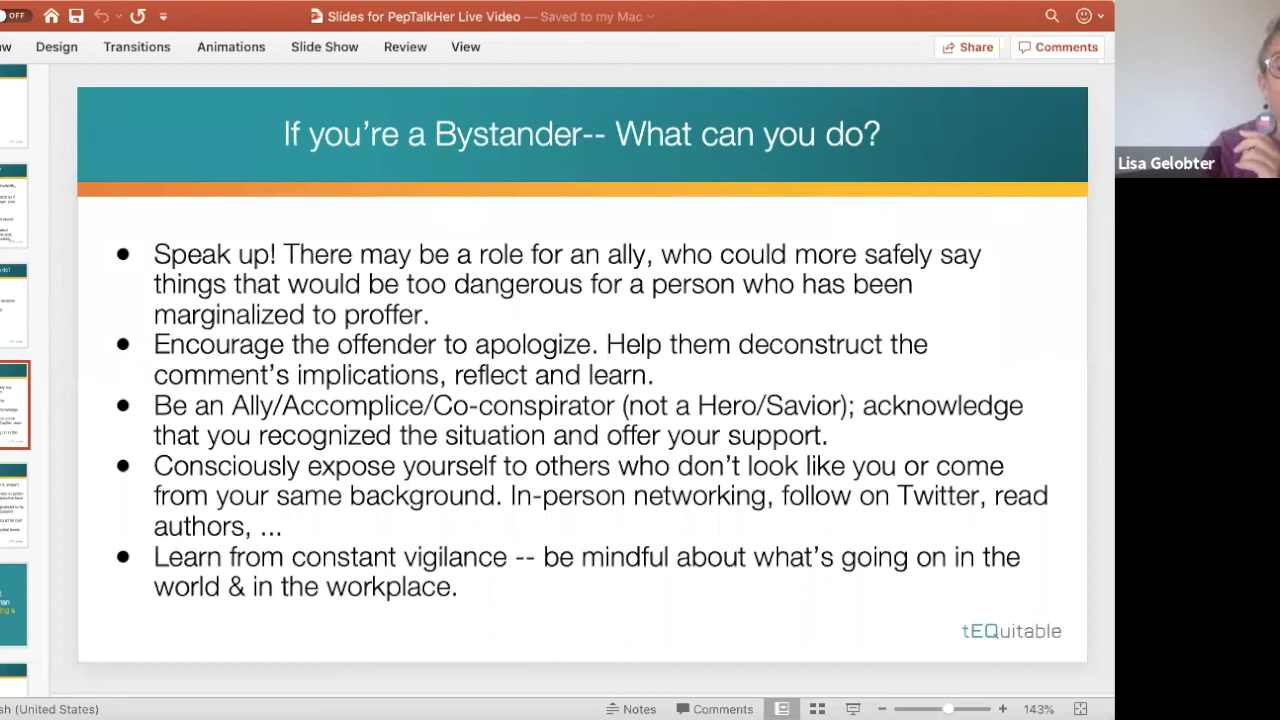 OFF
Slides for PepTalkHer Live Video — Saved to my Mac
Design Transitions Animations Slide Show Review View Share Comments
If you're a Bystander-- What can you do?
Lisa Gelobter
● Speak up! There may be a role for an ally, who could more safely say
things that would be too dangerous for a person who has been
marginalized to proffer.
● Encourage the offender to apologize. Help them deconstruct the
comment's implications, reflect and learn.
● Be an Ally/Accomplice/Co-conspirator (not a Hero/Savior); acknowledge
that you recognized the situation and offer your support.
● Consciously expose yourself to others who don't look like you or come
from your same background. In-person networking, follow on Twitter, read
authors, ...
● Learn from constant vigilance -- be mindful about what's going on in the
world & in the workplace.
tEQuitable
(United States) Notes Comments 143%